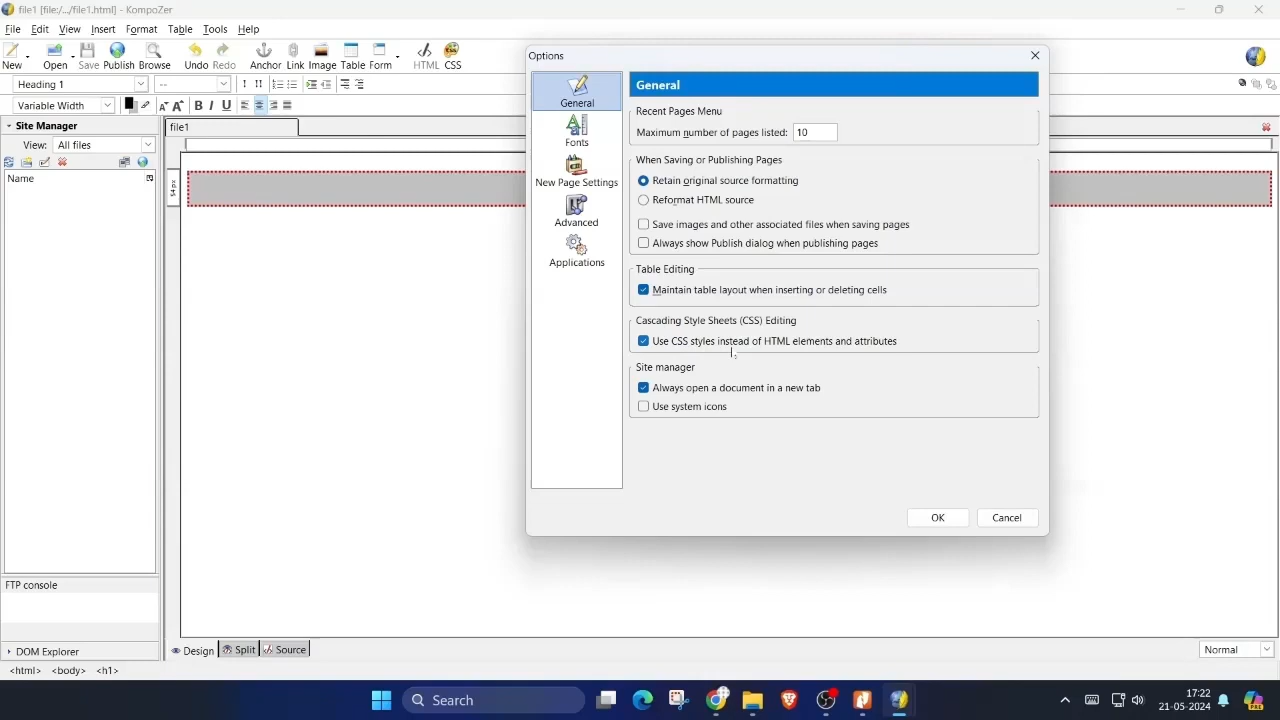 file1 [file:/.../file1.html] - KompoZer
File Edit View Insert Format Table Tools Help
New Open Save Publish Browse Undo Redo Anchor Link Image Table Form HTML CSS
Heading 1 --
Variable Width A A B I U
Site Manager
View: All files
Name
file1
54 px
Options
General
Fonts
New Page Settings
Advanced
Applications
General
Recent Pages Menu
Maximum number of pages listed: 10
When Saving or Publishing Pages
Retain original source formatting
Reformat HTML source
Save images and other associated files when saving pages
Always show Publish dialog when publishing pages
Table Editing
Maintain table layout when inserting or deleting cells
Cascading Style Sheets (CSS) Editing
Use CSS styles instead of HTML elements and attributes
Site manager
Always open a document in a new tab
Use system icons
OK Cancel
FTP console
DOM Explorer
Design Split Source Normal
<html> <body> <h1>
Search
17:22
21-05-2024